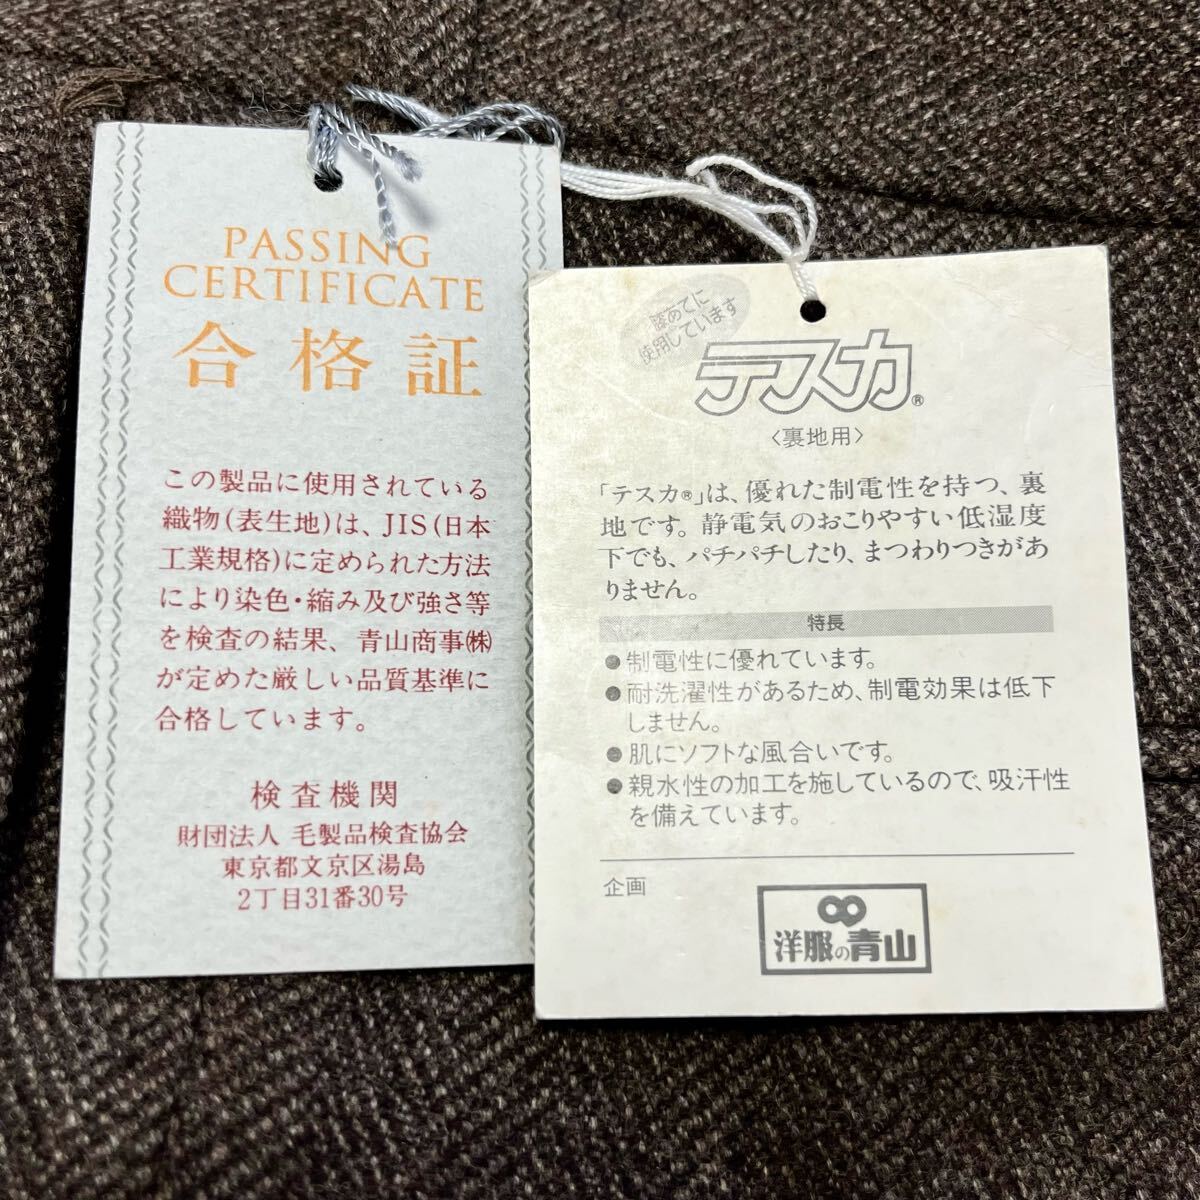 PASSING
CERTIFICATE
合格証
この製品に使用されている
織物(表生地)は、JIS(日本
工業規格)に定められた方法
により染色・縮み及び強さ等
を検査の結果、青山商事㈱
が定めた厳しい品質基準に
合格しています。
検査機関
財団法人 毛製品検査協会
東京都文京区湯島
2丁目31番30号
膝あてに
使用しています
テスカ®
〈裏地用〉
「テスカ®」は、優れた制電性を持つ、裏
地です。静電気のおこりやすい低湿度
下でも、パチパチしたり、まつわりつきがあ
りません。
特長
●制電性に優れています。
●耐洗濯性があるため、制電効果は低下
しません。
●肌にソフトな風合いです。
●親水性の加工を施しているので、吸汗性
を備えています。
企画
洋服の青山